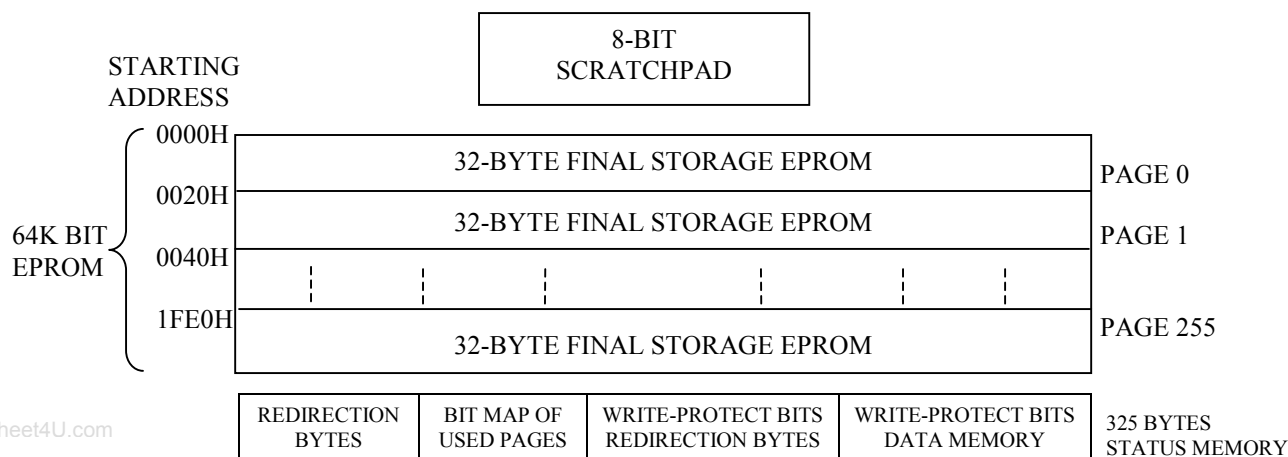 8-BIT
SCRATCHPAD
STARTING
ADDRESS
0000H
32-BYTE FINAL STORAGE EPROM
PAGE 0
0020H
32-BYTE FINAL STORAGE EPROM
PAGE 1
64K BIT
EPROM
0040H
1FE0H
32-BYTE FINAL STORAGE EPROM
PAGE 255
REDIRECTION
BYTES
BIT MAP OF
USED PAGES
WRITE-PROTECT BITS
REDIRECTION BYTES
WRITE-PROTECT BITS
DATA MEMORY
325 BYTES
STATUS MEMORY
heet4U.com